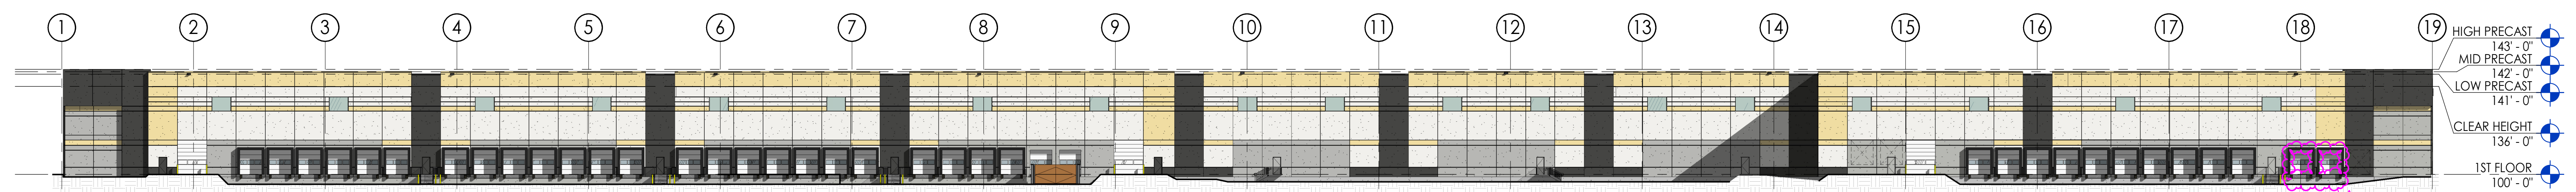 1 2 3 4 5 6 7 8 9 10 11 12 13 14 15 16 17 18 19
HIGH PRECAST
143' - 0"
MID PRECAST
142' - 0"
LOW PRECAST
141' - 0"
CLEAR HEIGHT
136' - 0"
1ST FLOOR
100' - 0"